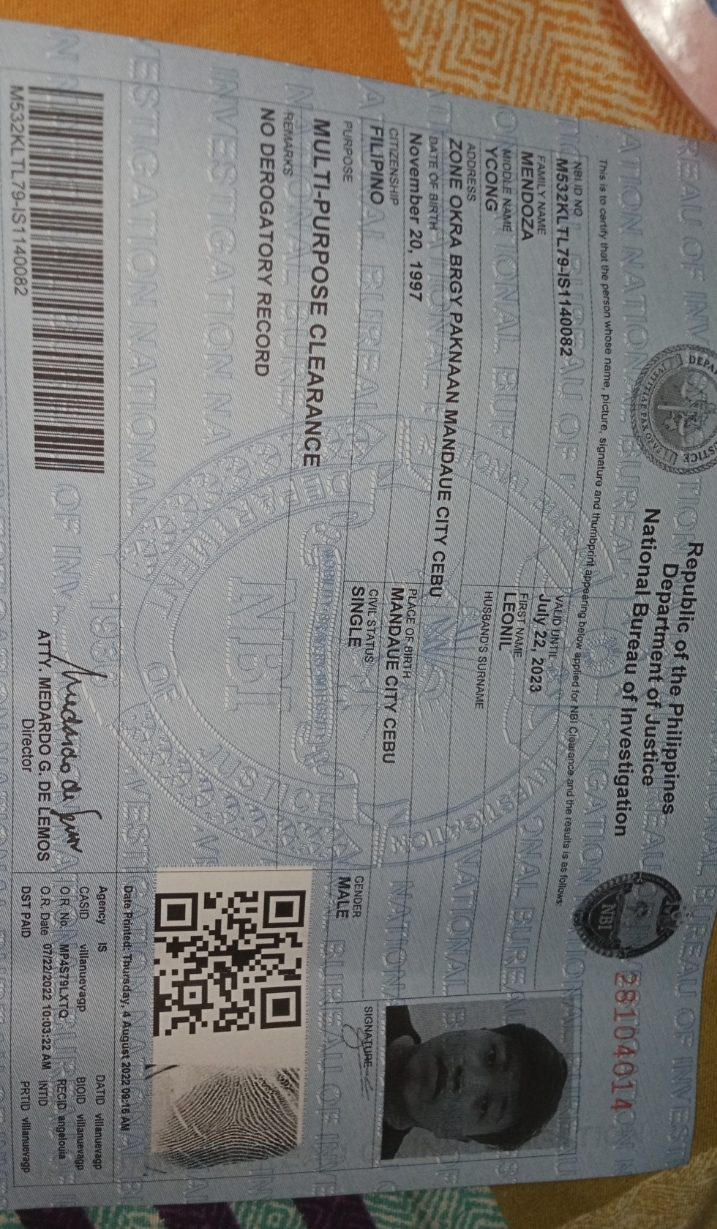 Republic of the Philippines
Department of Justice
National Bureau of Investigation
NBI
28104014
This is to certify that the person whose name, picture, signature and thumbprint appearing below applied for NBI Clearance and the results is as follows:
NBI ID NO
M532KLTL79-IS1140082
VALID UNTIL
July 22, 2023
FAMILY NAME
MENDOZA
FIRST NAME
LEONIL
MIDDLE NAME
YCONG
HUSBAND'S SURNAME
ADDRESS
ZONE OKRA BRGY PAKNAAN MANDAUE CITY CEBU
DATE OF BIRTH
November 20, 1997
PLACE OF BIRTH
MANDAUE CITY CEBU
CITIZENSHIP
FILIPINO
CIVIL STATUS
SINGLE
GENDER
MALE
SIGNATURE
PURPOSE
MULTI-PURPOSE CLEARANCE
REMARKS
NO DEROGATORY RECORD
Date Printed: Thursday, 4 August 2022 09:16 AM
M532KLTL79-IS1140082
ATTY. MEDARDO G. DE LEMOS
Director
Agency IS
DATID villanuevagp
CASID villanuevagp
BIOID villanuevagp
O.R. No. MP4S79LXTQ
RECID angelouia
O.R. Date 07/22/2022 10:03:22 AM
INTID
DST PAID
PRTID villanuevagp